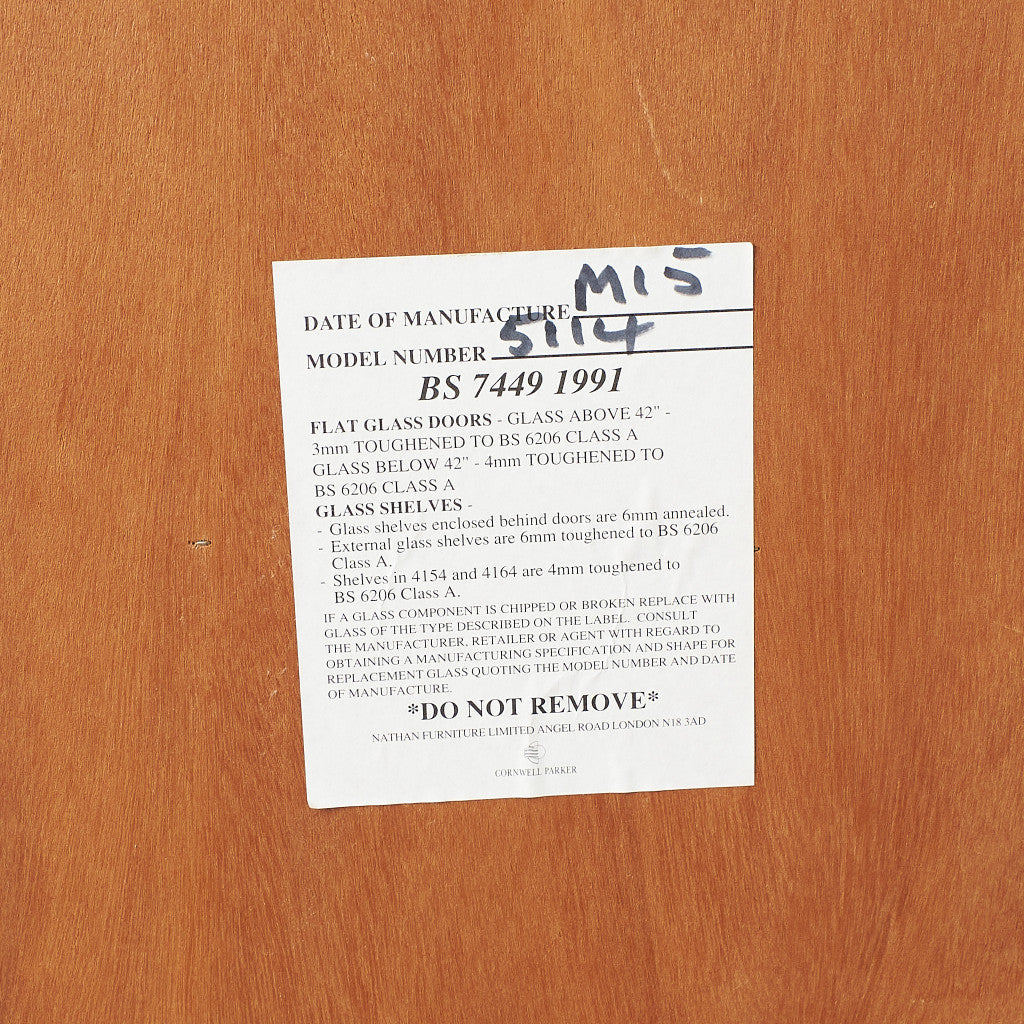 DATE OF MANUFACTURE M15
MODEL NUMBER 5114
BS 7449 1991
FLAT GLASS DOORS - GLASS ABOVE 42" -
3mm TOUGHENED TO BS 6206 CLASS A
GLASS BELOW 42" - 4mm TOUGHENED TO
BS 6206 CLASS A
GLASS SHELVES -
- Glass shelves enclosed behind doors are 6mm annealed.
- External glass shelves are 6mm toughened to BS 6206
Class A.
- Shelves in 4154 and 4164 are 4mm toughened to
BS 6206 Class A.
IF A GLASS COMPONENT IS CHIPPED OR BROKEN REPLACE WITH
GLASS OF THE TYPE DESCRIBED ON THE LABEL. CONSULT
THE MANUFACTURER, RETAILER OR AGENT WITH REGARD TO
OBTAINING A MANUFACTURING SPECIFICATION AND SHAPE FOR
REPLACEMENT GLASS QUOTING THE MODEL NUMBER AND DATE
OF MANUFACTURE.
*DO NOT REMOVE*
NATHAN FURNITURE LIMITED ANGEL ROAD LONDON N18 3AD
CORNWELL PARKER